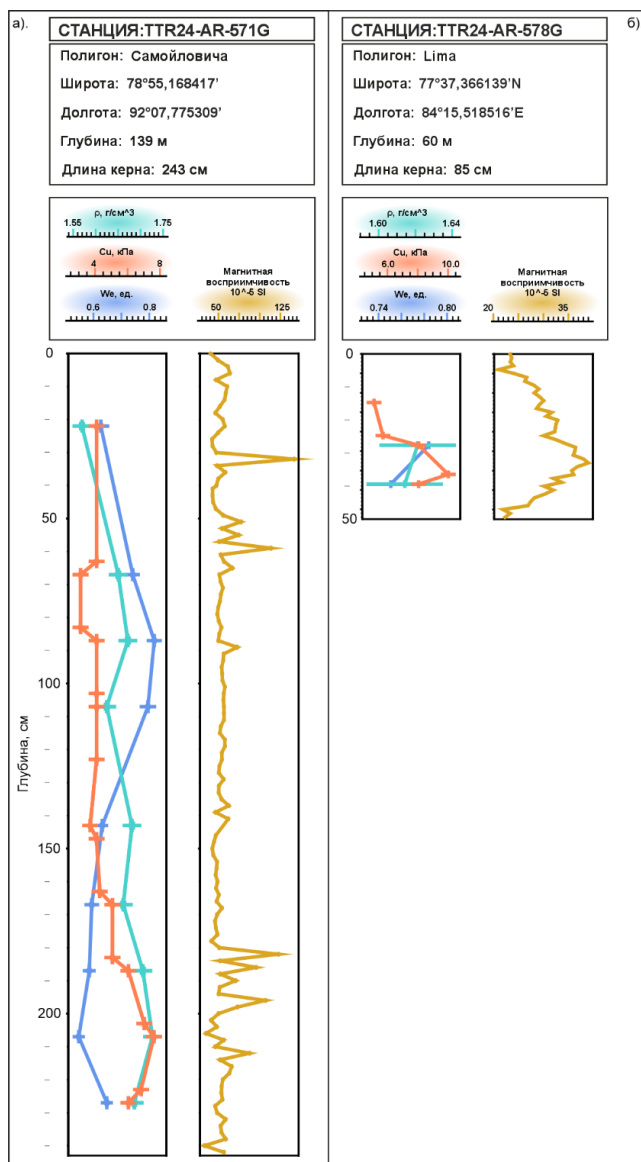 а).
СТАНЦИЯ:TTR24-AR-571G
Полигон: Самойловича
Широта: 78°55,168417’
Долгота: 92°07,775309’
Глубина: 139 м
Длина керна: 243 см
ρ, г/см^3
1.55 1.75
Cu, кПа
4 8
We, ед.
0.6 0.8
Магнитная
восприимчивость
10^-5 SI
50 125
0
50
100
150
200
Глубина, см
б)
СТАНЦИЯ:TTR24-AR-578G
Полигон: Lima
Широта: 77°37,366139’N
Долгота: 84°15,518516’E
Глубина: 60 м
Длина керна: 85 см
ρ, г/см^3
1.60 1.64
Cu, кПа
6.0 10.0
We, ед.
0.74 0.80
Магнитная
восприимчивость
10^-5 SI
20 35
0
50